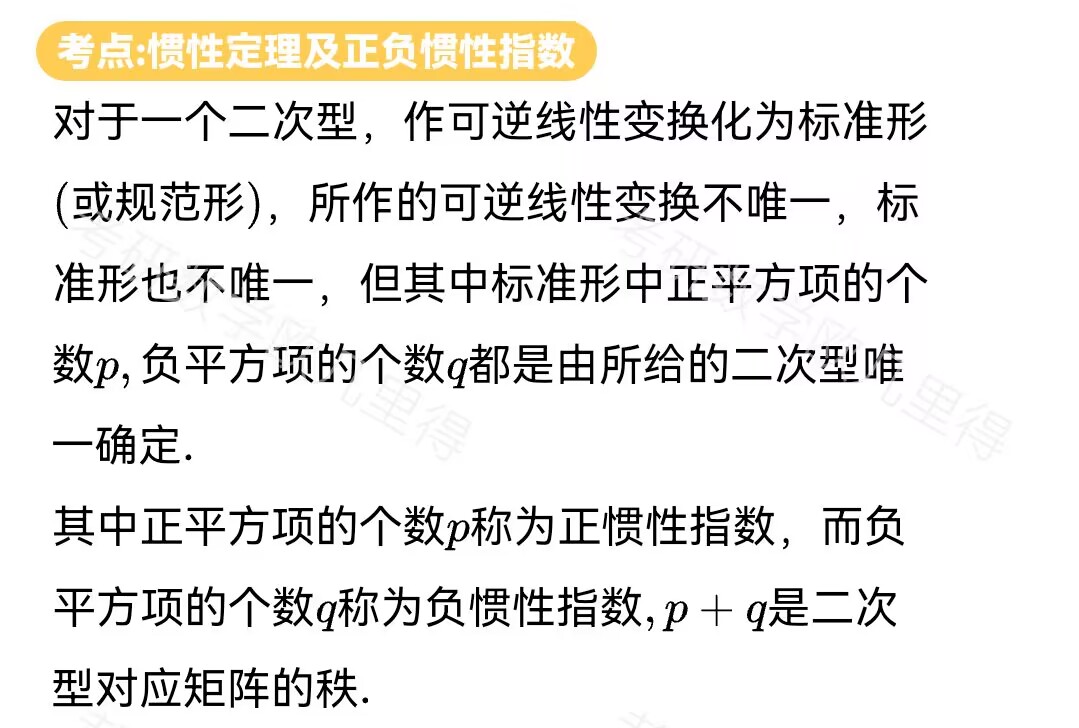 考点:惯性定理及正负惯性指数
对于一个二次型，作可逆线性变换化为标准形
(或规范形)，所作的可逆线性变换不唯一，标
准形也不唯一，但其中标准形中正平方项的个
数p,负平方项的个数q都是由所给的二次型唯
一确定.
其中正平方项的个数p称为正惯性指数，而负
平方项的个数q称为负惯性指数,p + q是二次
型对应矩阵的秩.